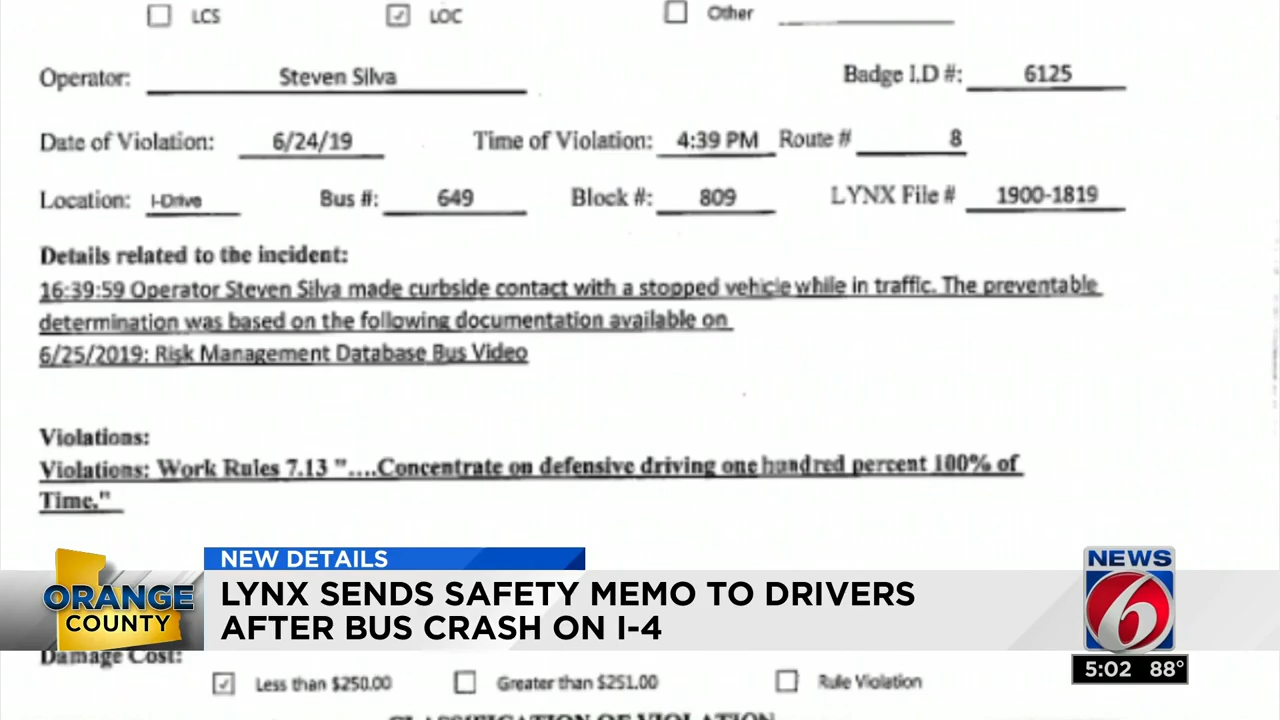 LCS LOC Other
Operator: Steven Silva Badge I.D #: 6125
Date of Violation: 6/24/19 Time of Violation: 4:39 PM Route # 8
Location: I-Drive Bus #: 649 Block #: 809 LYNX File # 1900-1819
Details related to the incident:
16:39:59 Operator Steven Silva made curbside contact with a stopped vehicle while in traffic. The preventable
determination was based on the following documentation available on
6/25/2019: Risk Management Database Bus Video
Violations:
Violations: Work Rules 7.13 "....Concentrate on defensive driving one hundred percent 100% of
Time."
NEW DETAILS
ORANGE COUNTY
LYNX SENDS SAFETY MEMO TO DRIVERS
AFTER BUS CRASH ON I-4
NEWS
6
5:02 88°
Damage Cost:
Less than $250.00 Greater than $251.00 Rule Violation
CLASSIFICATION OF VIOLATION